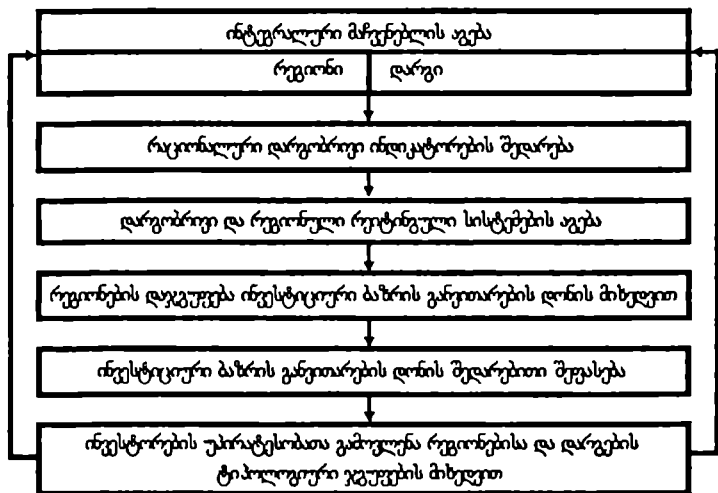 ინტეგრალური მაჩვენებლის აგება
რეგიონი დარგი
რაციონალური დარგობრივი ინდიკატორების შედარება
დარგობრივი და რეგიონული რეიტინგული სისტემების აგება
რეგიონების დაჯგუფება ინვესტიციური ბაზრის განვითარების დონის მიხედვით
ინვესტიციური ბაზრის განვითარების დონის შედარებითი შეფასება
ინვესტორების უპირატესობათა გამოვლენა რეგიონებისა და დარგების
ტიპოლოგიური ჯგუფების მიხედვით